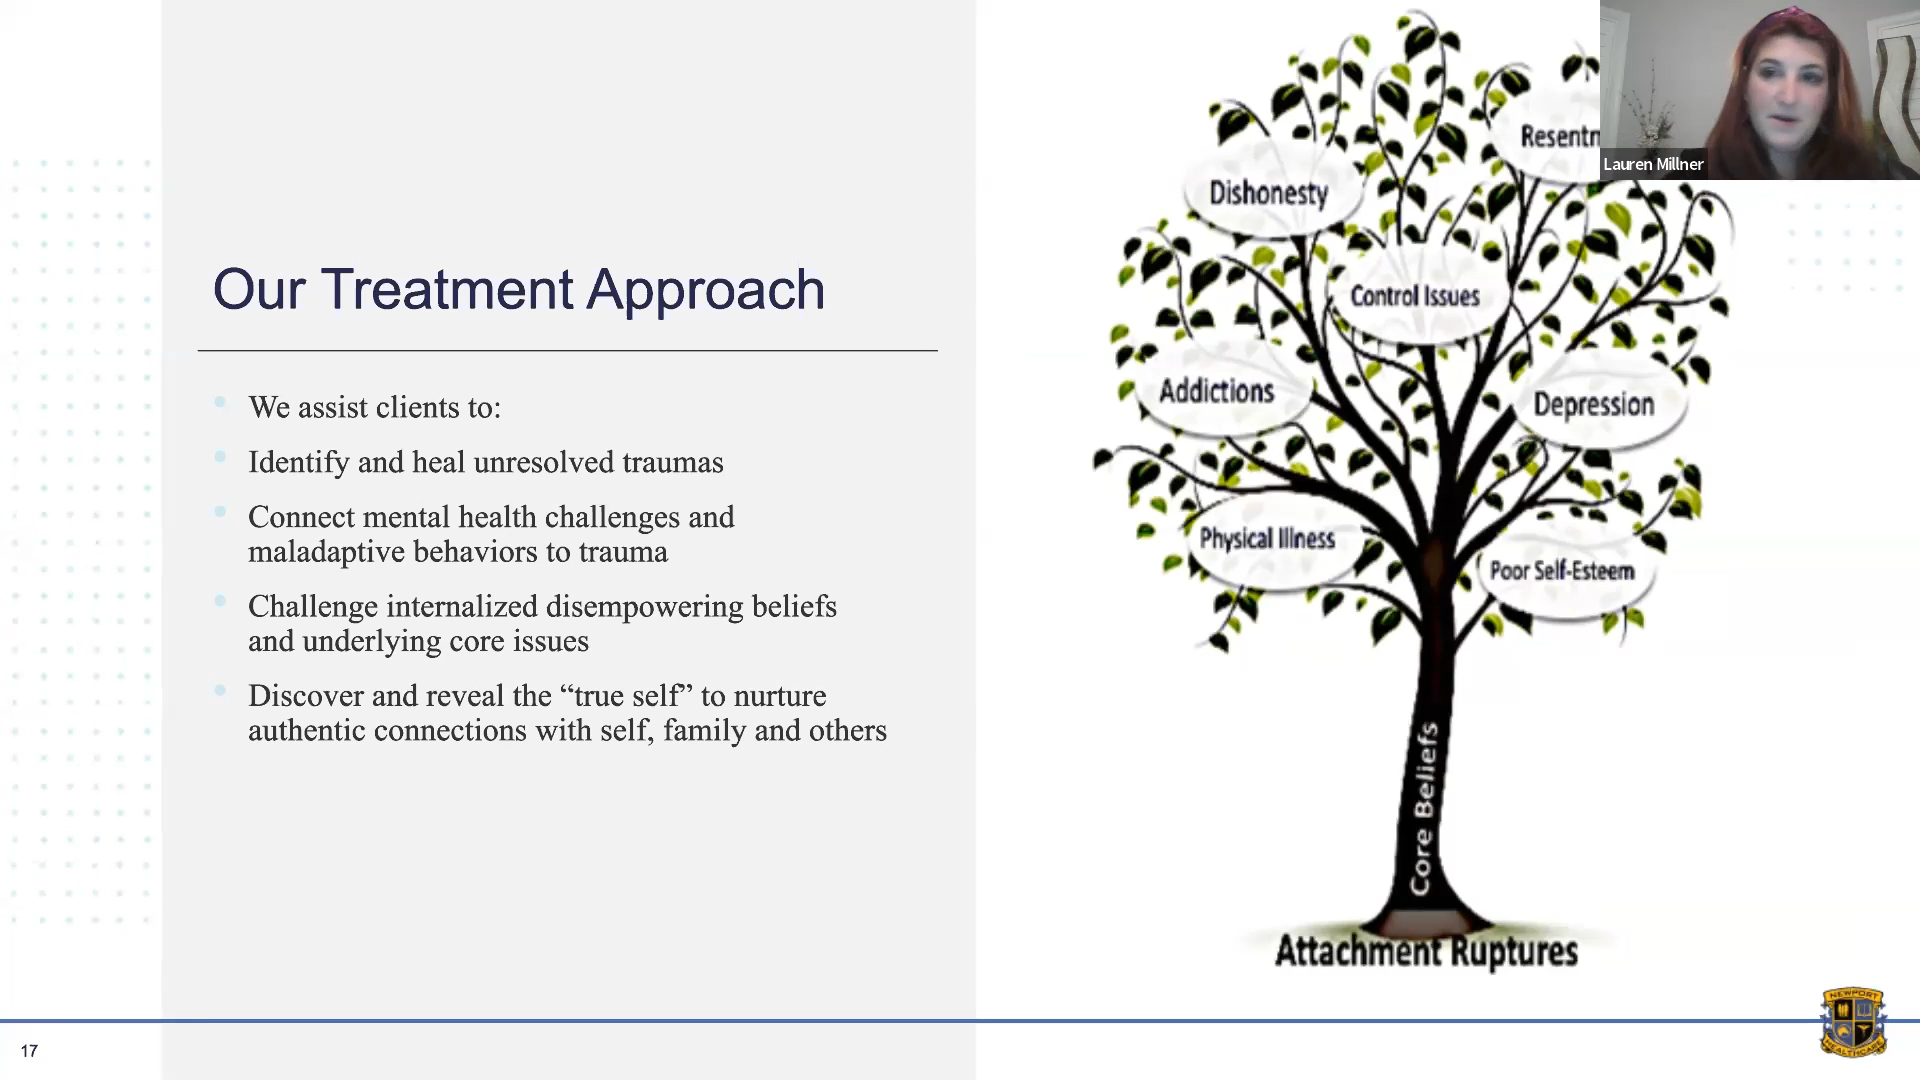 Our Treatment Approach
We assist clients to:
Identify and heal unresolved traumas
Connect mental health challenges and
maladaptive behaviors to trauma
Challenge internalized disempowering beliefs
and underlying core issues
Discover and reveal the “true self” to nurture
authentic connections with self, family and others
Resentm
Dishonesty
Control Issues
Addictions
Depression
Physical Illness
Poor Self-Esteem
Core Beliefs
Attachment Ruptures
Lauren Millner
NEWPORT
HEALTHCARE
17